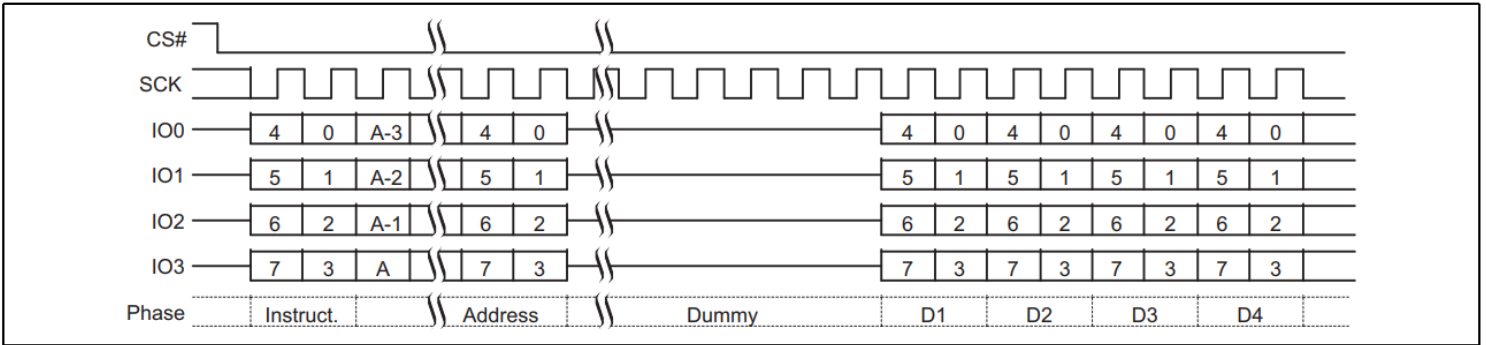 CS#
SCK
IO0 4 0 A-3 4 0 4 0 4 0 4 0 4 0
IO1 5 1 A-2 5 1 5 1 5 1 5 1 5 1
IO2 6 2 A-1 6 2 6 2 6 2 6 2 6 2
IO3 7 3 A 7 3 7 3 7 3 7 3 7 3
Phase Instruct. Address Dummy D1 D2 D3 D4